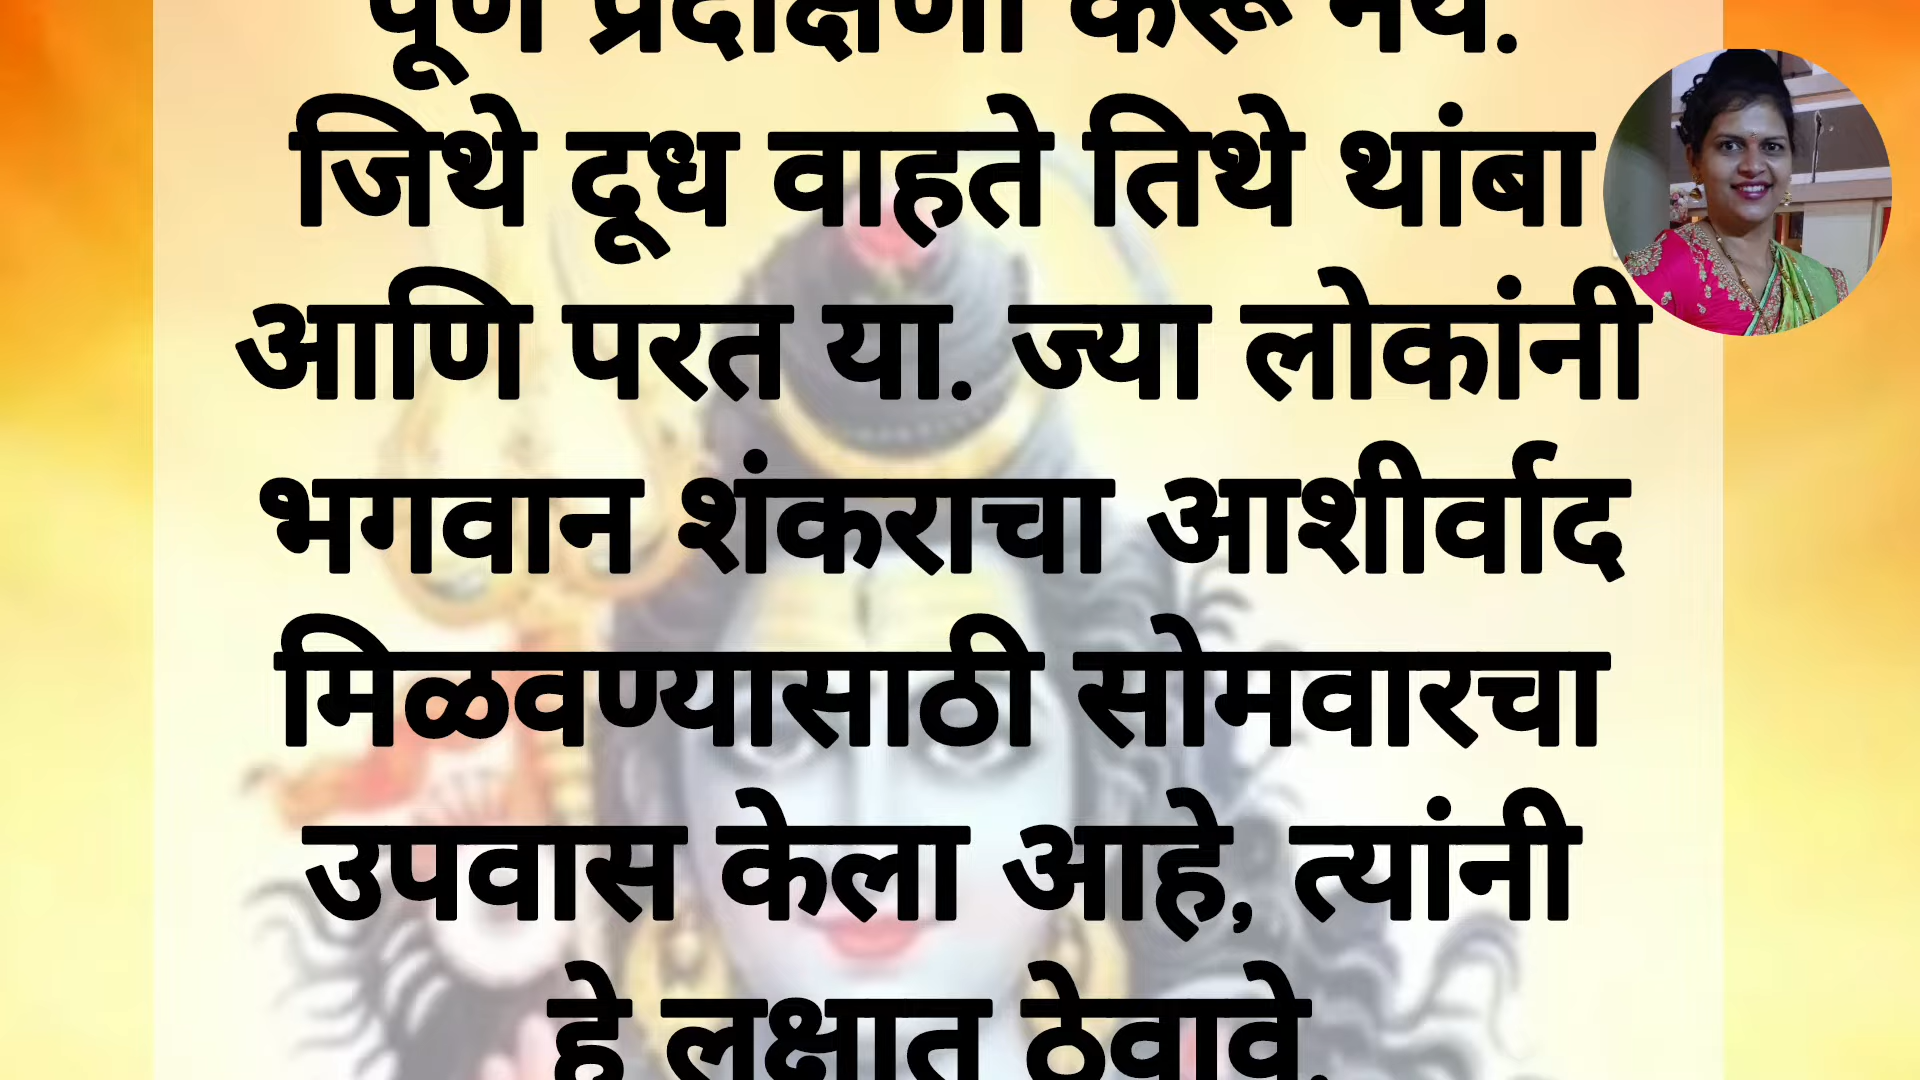 पूर्ण प्रदक्षिणा करू नये.
जिथे दूध वाहते तिथे थांबा
आणि परत या. ज्या लोकांनी
भगवान शंकराचा आशीर्वाद
मिळवण्यासाठी सोमवारचा
उपवास केला आहे, त्यांनी
हे लक्षात ठेवावे.